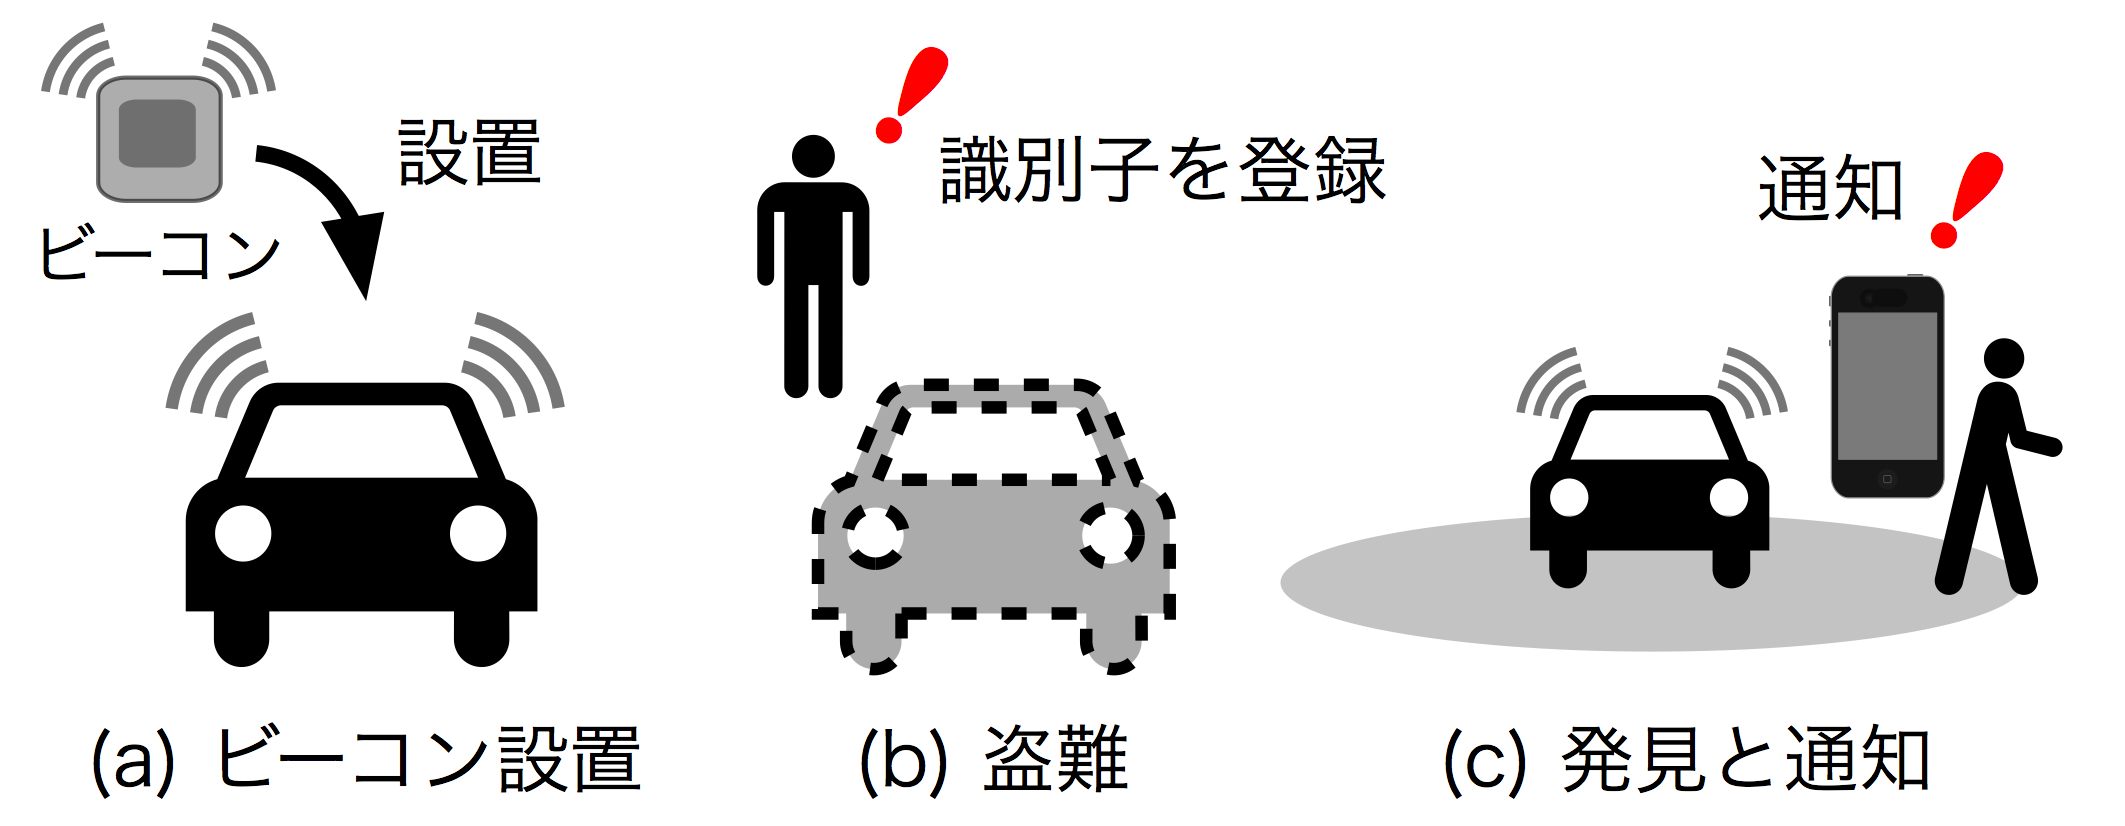 設置
ビーコン
識別子を登録
通知
(a) ビーコン設置
(b) 盗難
(c) 発見と通知